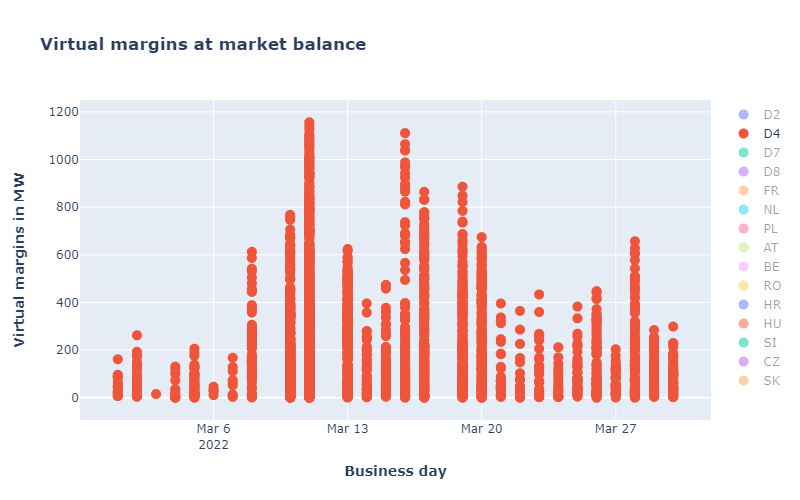 Virtual margins at market balance
Virtual margins in MW
1200
1000
800
600
400
200
0
Mar 6
2022
Mar 13
Mar 20
Mar 27
Business day
D2
D4
D7
D8
FR
NL
PL
AT
BE
RO
HR
HU
SI
CZ
SK